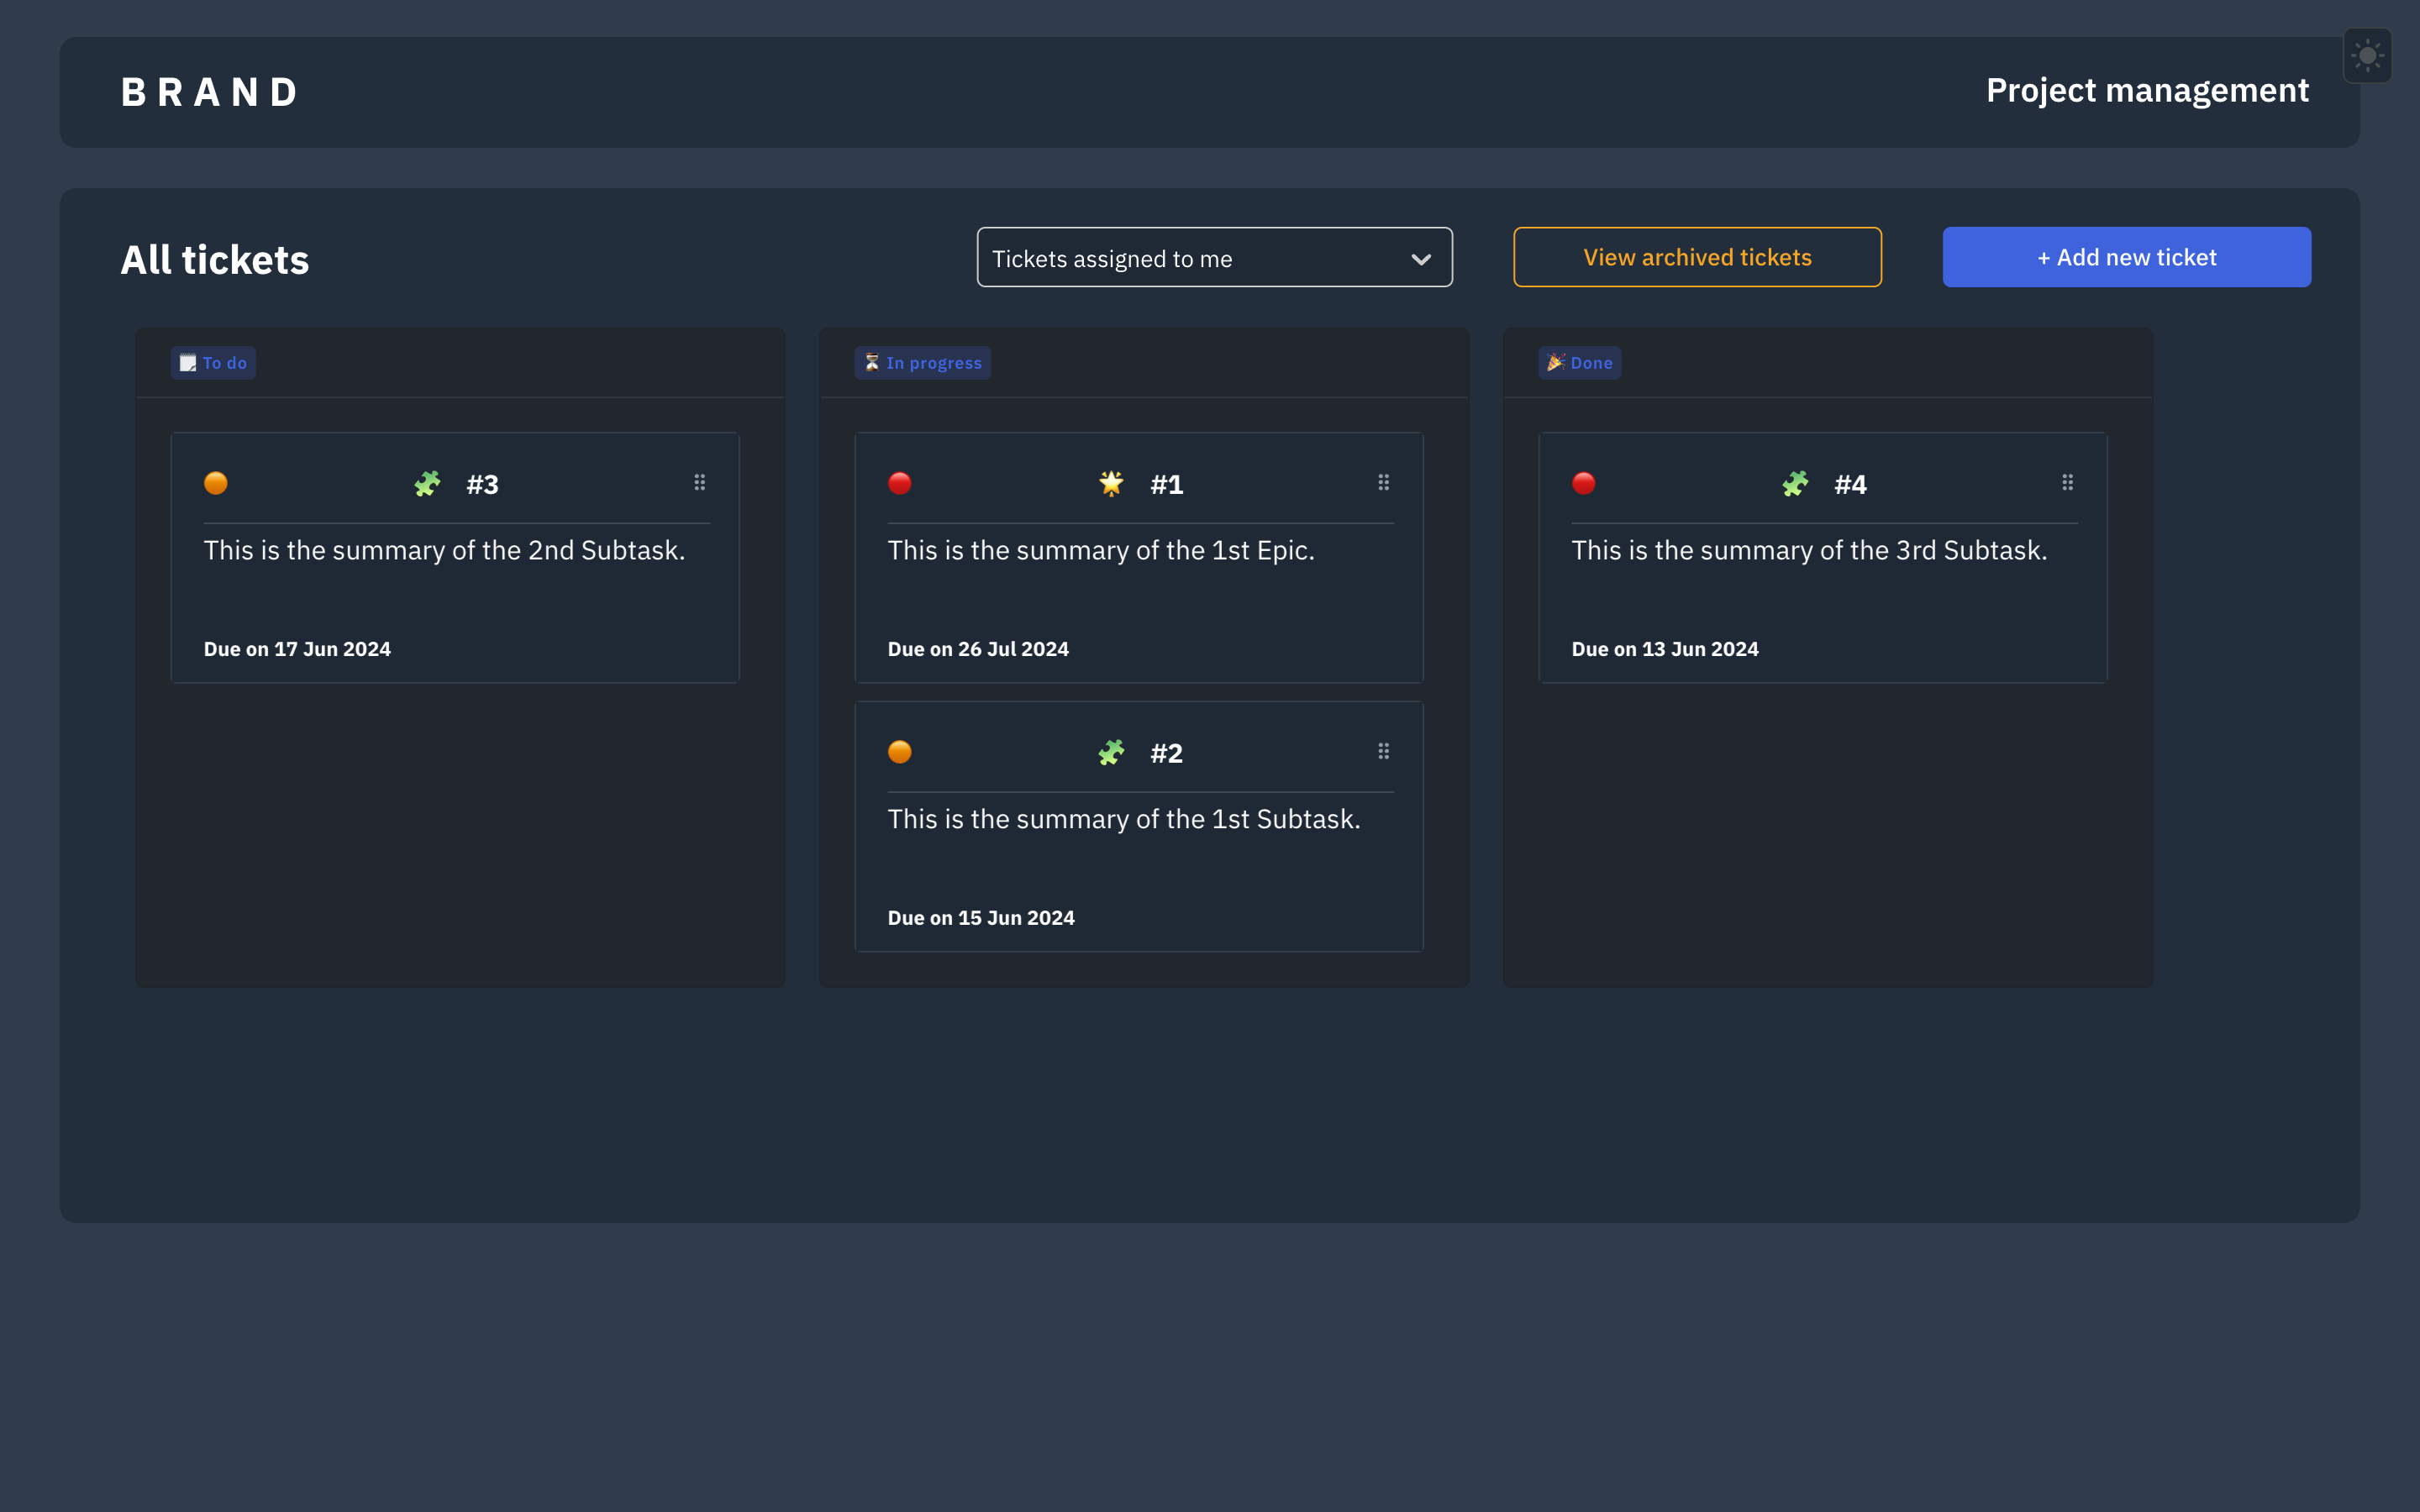 BRAND
Project management
All tickets
Tickets assigned to me
View archived tickets
+ Add new ticket
To do
#3
This is the summary of the 2nd Subtask.
Due on 17 Jun 2024
In progress
#1
This is the summary of the 1st Epic.
Due on 26 Jul 2024
#2
This is the summary of the 1st Subtask.
Due on 15 Jun 2024
Done
#4
This is the summary of the 3rd Subtask.
Due on 13 Jun 2024